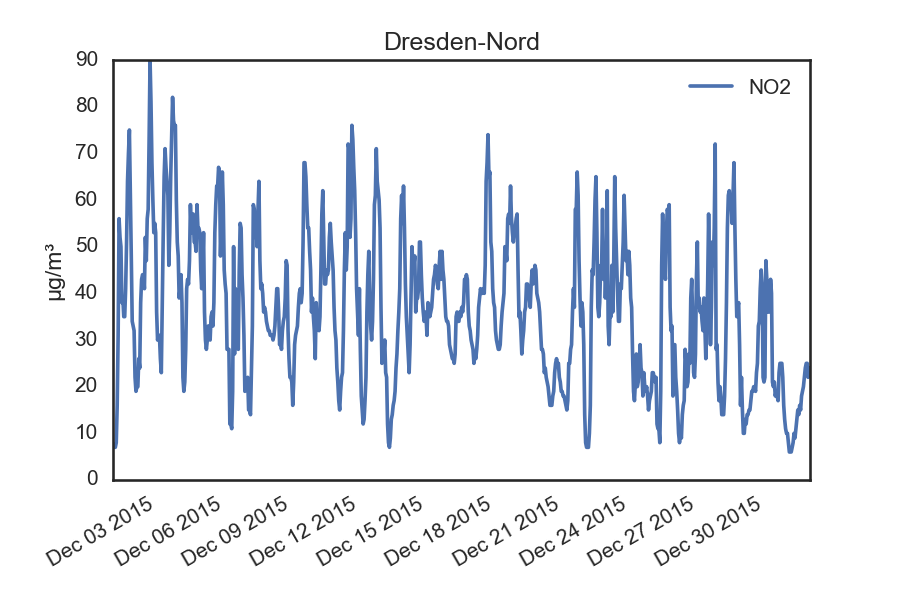 Dresden-Nord
NO2
µg/m³
90
80
70
60
50
40
30
20
10
0
Dec 03 2015
Dec 06 2015
Dec 09 2015
Dec 12 2015
Dec 15 2015
Dec 18 2015
Dec 21 2015
Dec 24 2015
Dec 27 2015
Dec 30 2015